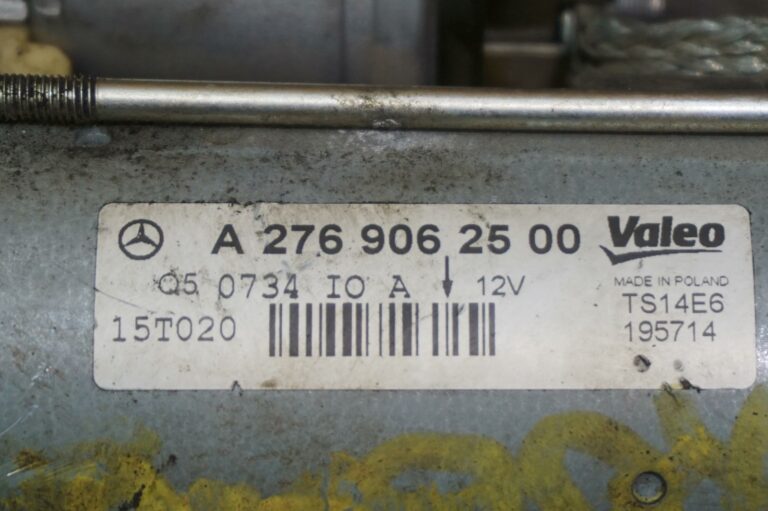 A 276 906 25 00 Valeo
Q5 0734 IO A 12V
MADE IN POLAND
TS14E6
15T020
195714